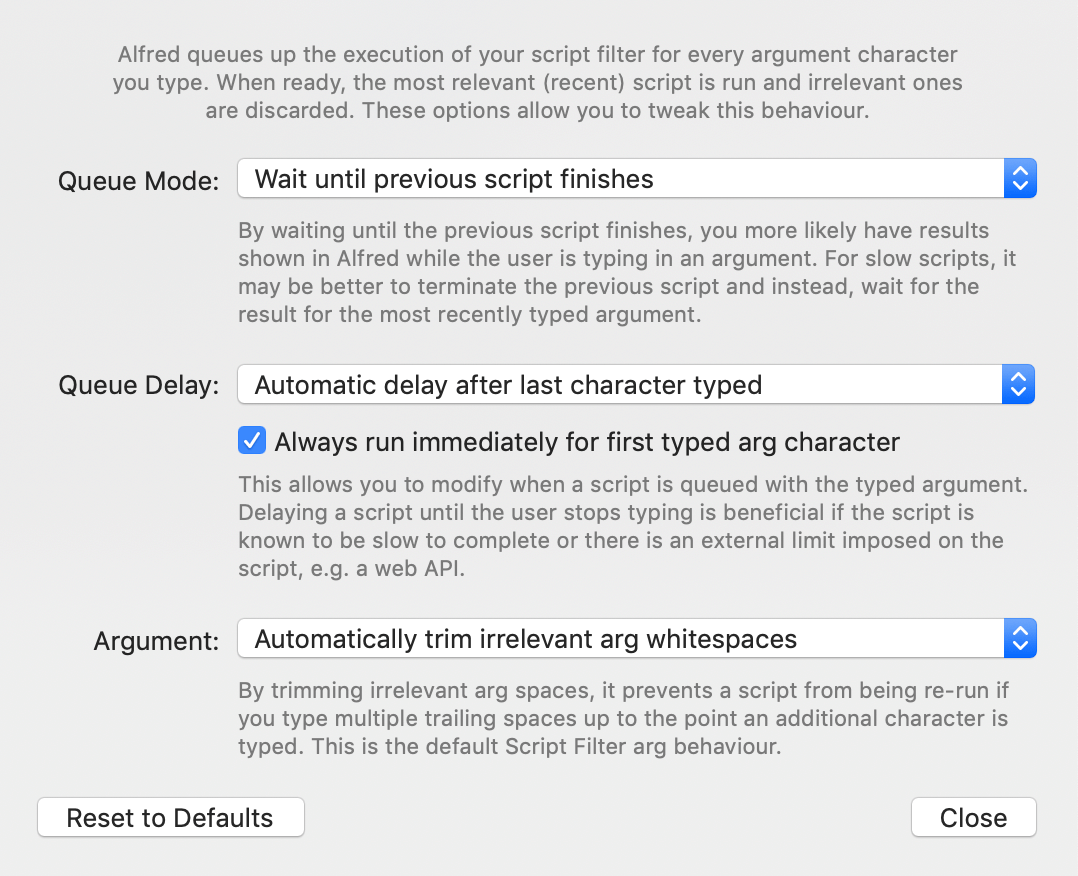 Alfred queues up the execution of your script filter for every argument character
you type. When ready, the most relevant (recent) script is run and irrelevant ones
are discarded. These options allow you to tweak this behaviour.
Queue Mode: Wait until previous script finishes
By waiting until the previous script finishes, you more likely have results
shown in Alfred while the user is typing in an argument. For slow scripts, it
may be better to terminate the previous script and instead, wait for the
result for the most recently typed argument.
Queue Delay: Automatic delay after last character typed
Always run immediately for first typed arg character
This allows you to modify when a script is queued with the typed argument.
Delaying a script until the user stops typing is beneficial if the script is
known to be slow to complete or there is an external limit imposed on the
script, e.g. a web API.
Argument: Automatically trim irrelevant arg whitespaces
By trimming irrelevant arg spaces, it prevents a script from being re-run if
you type multiple trailing spaces up to the point an additional character is
typed. This is the default Script Filter arg behaviour.
Reset to Defaults Close